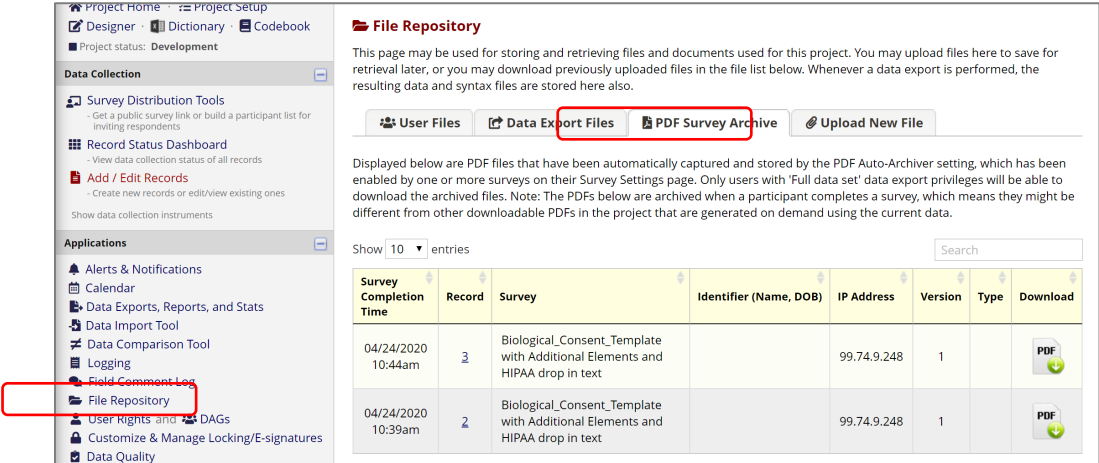 Project Home · Project Setup
Designer · Dictionary · Codebook
Project status: Development
Data Collection
Survey Distribution Tools
- Get a public survey link or build a participant list for
inviting respondents
Record Status Dashboard
- View data collection status of all records
Add / Edit Records
- Create new records or edit/view existing ones
Show data collection instruments
Applications
Alerts & Notifications
Calendar
Data Exports, Reports, and Stats
Data Import Tool
Data Comparison Tool
Logging
Field Comment Log
File Repository
User Rights and DAGs
Customize & Manage Locking/E-signatures
Data Quality
File Repository
This page may be used for storing and retrieving files and documents used for this project. You may upload files here to save for
retrieval later, or you may download previously uploaded files in the file list below. Whenever a data export is performed, the
resulting data and syntax files are stored here also.
User Files Data Export Files PDF Survey Archive Upload New File
Displayed below are PDF files that have been automatically captured and stored by the PDF Auto-Archiver setting, which has been
enabled by one or more surveys on their Survey Settings page. Only users with 'Full data set' data export privileges will be able to
download the archived files. Note: The PDFs below are archived when a participant completes a survey, which means they might be
different from other downloadable PDFs in the project that are generated on demand using the current data.
Show 10 entries Search
Survey
Completion
Time
Record
Survey
Identifier (Name, DOB)
IP Address
Version
Type
Download
04/24/2020
10:44am
3
Biological_Consent_Template
with Additional Elements and
HIPAA drop in text
99.74.9.248
1
PDF
04/24/2020
10:39am
2
Biological_Consent_Template
with Additional Elements and
HIPAA drop in text
99.74.9.248
1
PDF